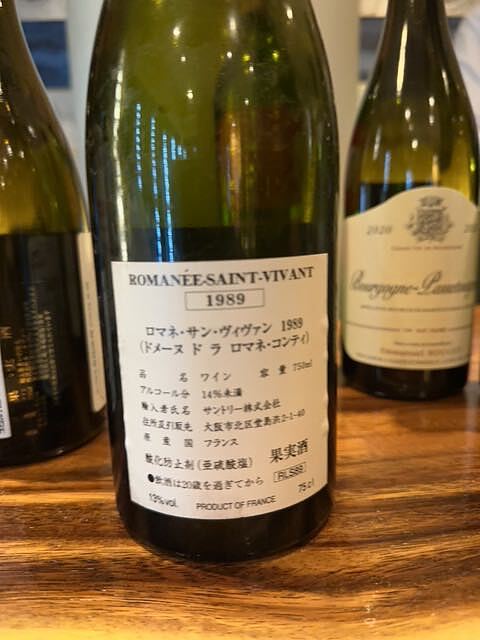 ROMANÉE-SAINT-VIVANT
1989
ロマネ・サン・ヴィヴァン 1989
(ドメーヌ ド ラ ロマネ・コンティ)
品 名 ワイン 容 量 750ml
アルコール分 14%未満
輸入者氏名 サントリー株式会社
住所及引取先 大阪市北区堂島浜2-1-40
原 産 国 フランス
酸化防止剤(亜硫酸塩) 果実酒
●飲酒は20歳を過ぎてから RLS89
13%vol. PRODUCT OF FRANCE 75cl
2020
Bourgogne-